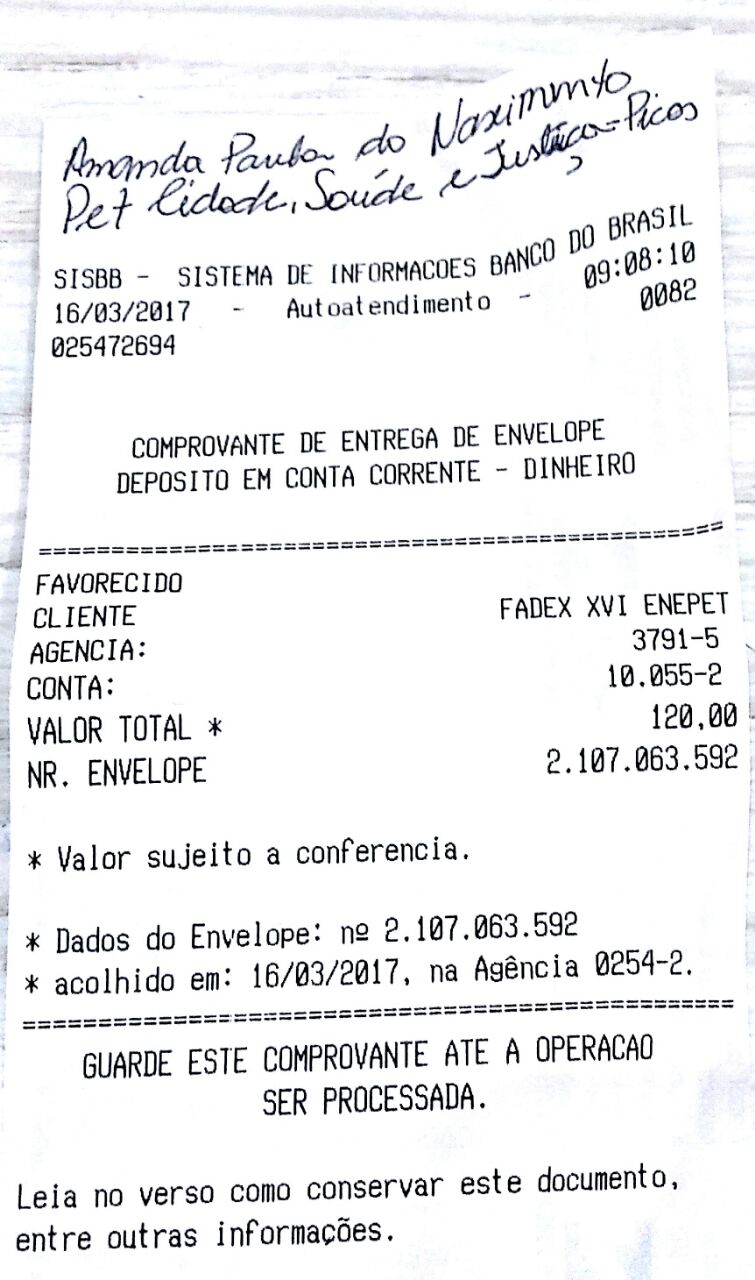 Amanda Paula do Nascimento
Pet Cidade, Saúde e Justiça - Picos
SISBB - SISTEMA DE INFORMACOES BANCO DO BRASIL
16/03/2017 - Autoatendimento - 09:08:10
025472694 0082
COMPROVANTE DE ENTREGA DE ENVELOPE
DEPOSITO EM CONTA CORRENTE - DINHEIRO
================================================
FAVORECIDO
CLIENTE FADEX XVI ENEPET
AGENCIA: 3791-5
CONTA: 10.055-2
VALOR TOTAL * 120,00
NR. ENVELOPE 2.107.063.592
* Valor sujeito a conferencia.
* Dados do Envelope: nº 2.107.063.592
* acolhido em: 16/03/2017, na Agência 0254-2.
================================================
GUARDE ESTE COMPROVANTE ATE A OPERACAO
SER PROCESSADA.
Leia no verso como conservar este documento,
entre outras informações.